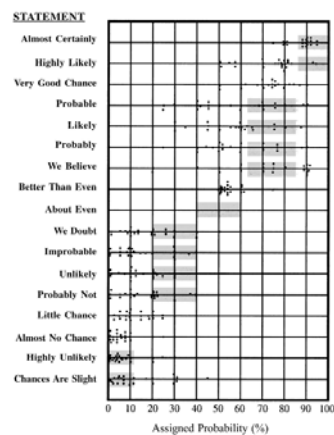 STATEMENT
Almost Certainly
Highly Likely
Very Good Chance
Probable
Likely
Probably
We Believe
Better Than Even
About Even
We Doubt
Improbable
Unlikely
Probably Not
Little Chance
Almost No Chance
Highly Unlikely
Chances Are Slight
0 10 20 30 40 50 60 70 80 90 100
Assigned Probability (%)